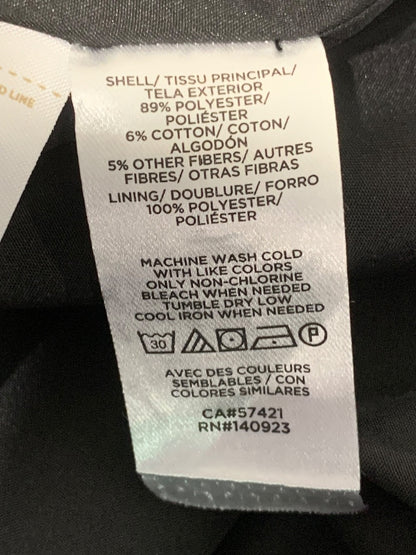 D LINE
SHELL/ TISSU PRINCIPAL/
TELA EXTERIOR
89% POLYESTER/
POLIÉSTER
6% COTTON/ COTON/
ALGODÓN
5% OTHER FIBERS/ AUTRES
FIBRES/ OTRAS FIBRAS
LINING/ DOUBLURE/ FORRO
100% POLYESTER/
POLIÉSTER
MACHINE WASH COLD
WITH LIKE COLORS
ONLY NON-CHLORINE
BLEACH WHEN NEEDED
TUMBLE DRY LOW
COOL IRON WHEN NEEDED
30 P
AVEC DES COULEURS
SEMBLABLES / CON
COLORES SIMILARES
CA#57421
RN#140923